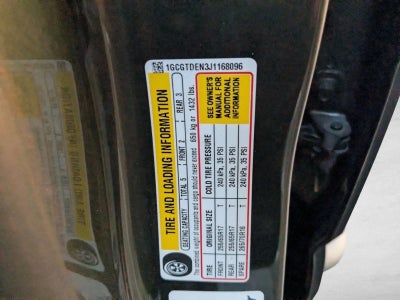 1GCGTDEN3J1168096
TIRE AND LOADING INFORMATION
SEATING CAPACITY TOTAL 5 FRONT 2 REAR 3
The combined weight of occupants and cargo should never exceed 650 kg or 1432 lbs.
TIRE ORIGINAL SIZE COLD TIRE PRESSURE
FRONT 255/65R17 T 240 kPa, 35 PSI
REAR 255/65R17 T 240 kPa, 35 PSI
SPARE 265/70R16 T 240 kPa, 35 PSI
SEE OWNER'S
MANUAL FOR
ADDITIONAL
INFORMATION